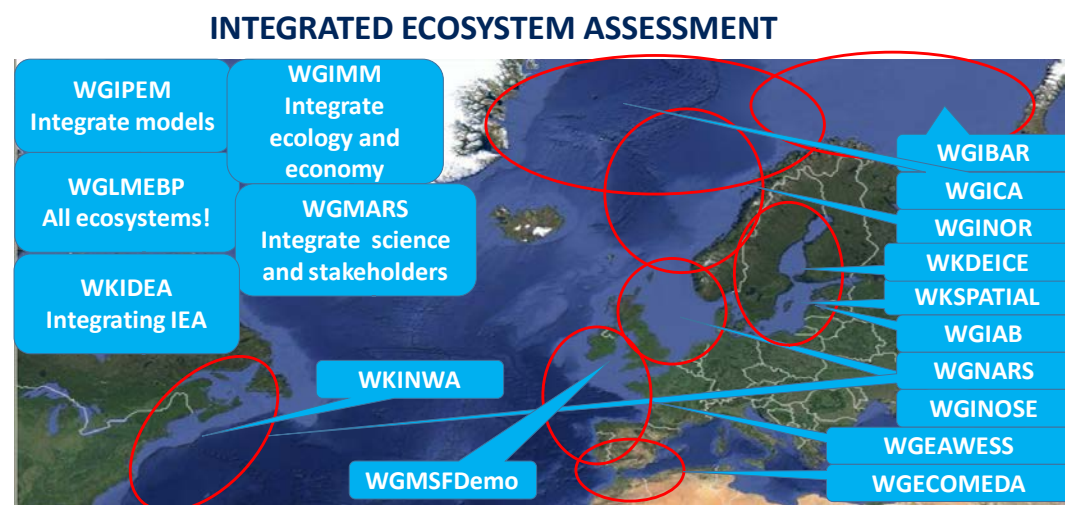 INTEGRATED ECOSYSTEM ASSESSMENT
WGIPEM
Integrate models
WGIMM
Integrate
ecology and
economy
WGLMEBP
All ecosystems!
WGMARS
Integrate science
and stakeholders
WKIDEA
Integrating IEA
WGIBAR
WGICA
WGINOR
WKDEICE
WKSPATIAL
WGIAB
WGNARS
WGINOSE
WGEAWESS
WGECOMEDA
WKINWA
WGMSFDemo